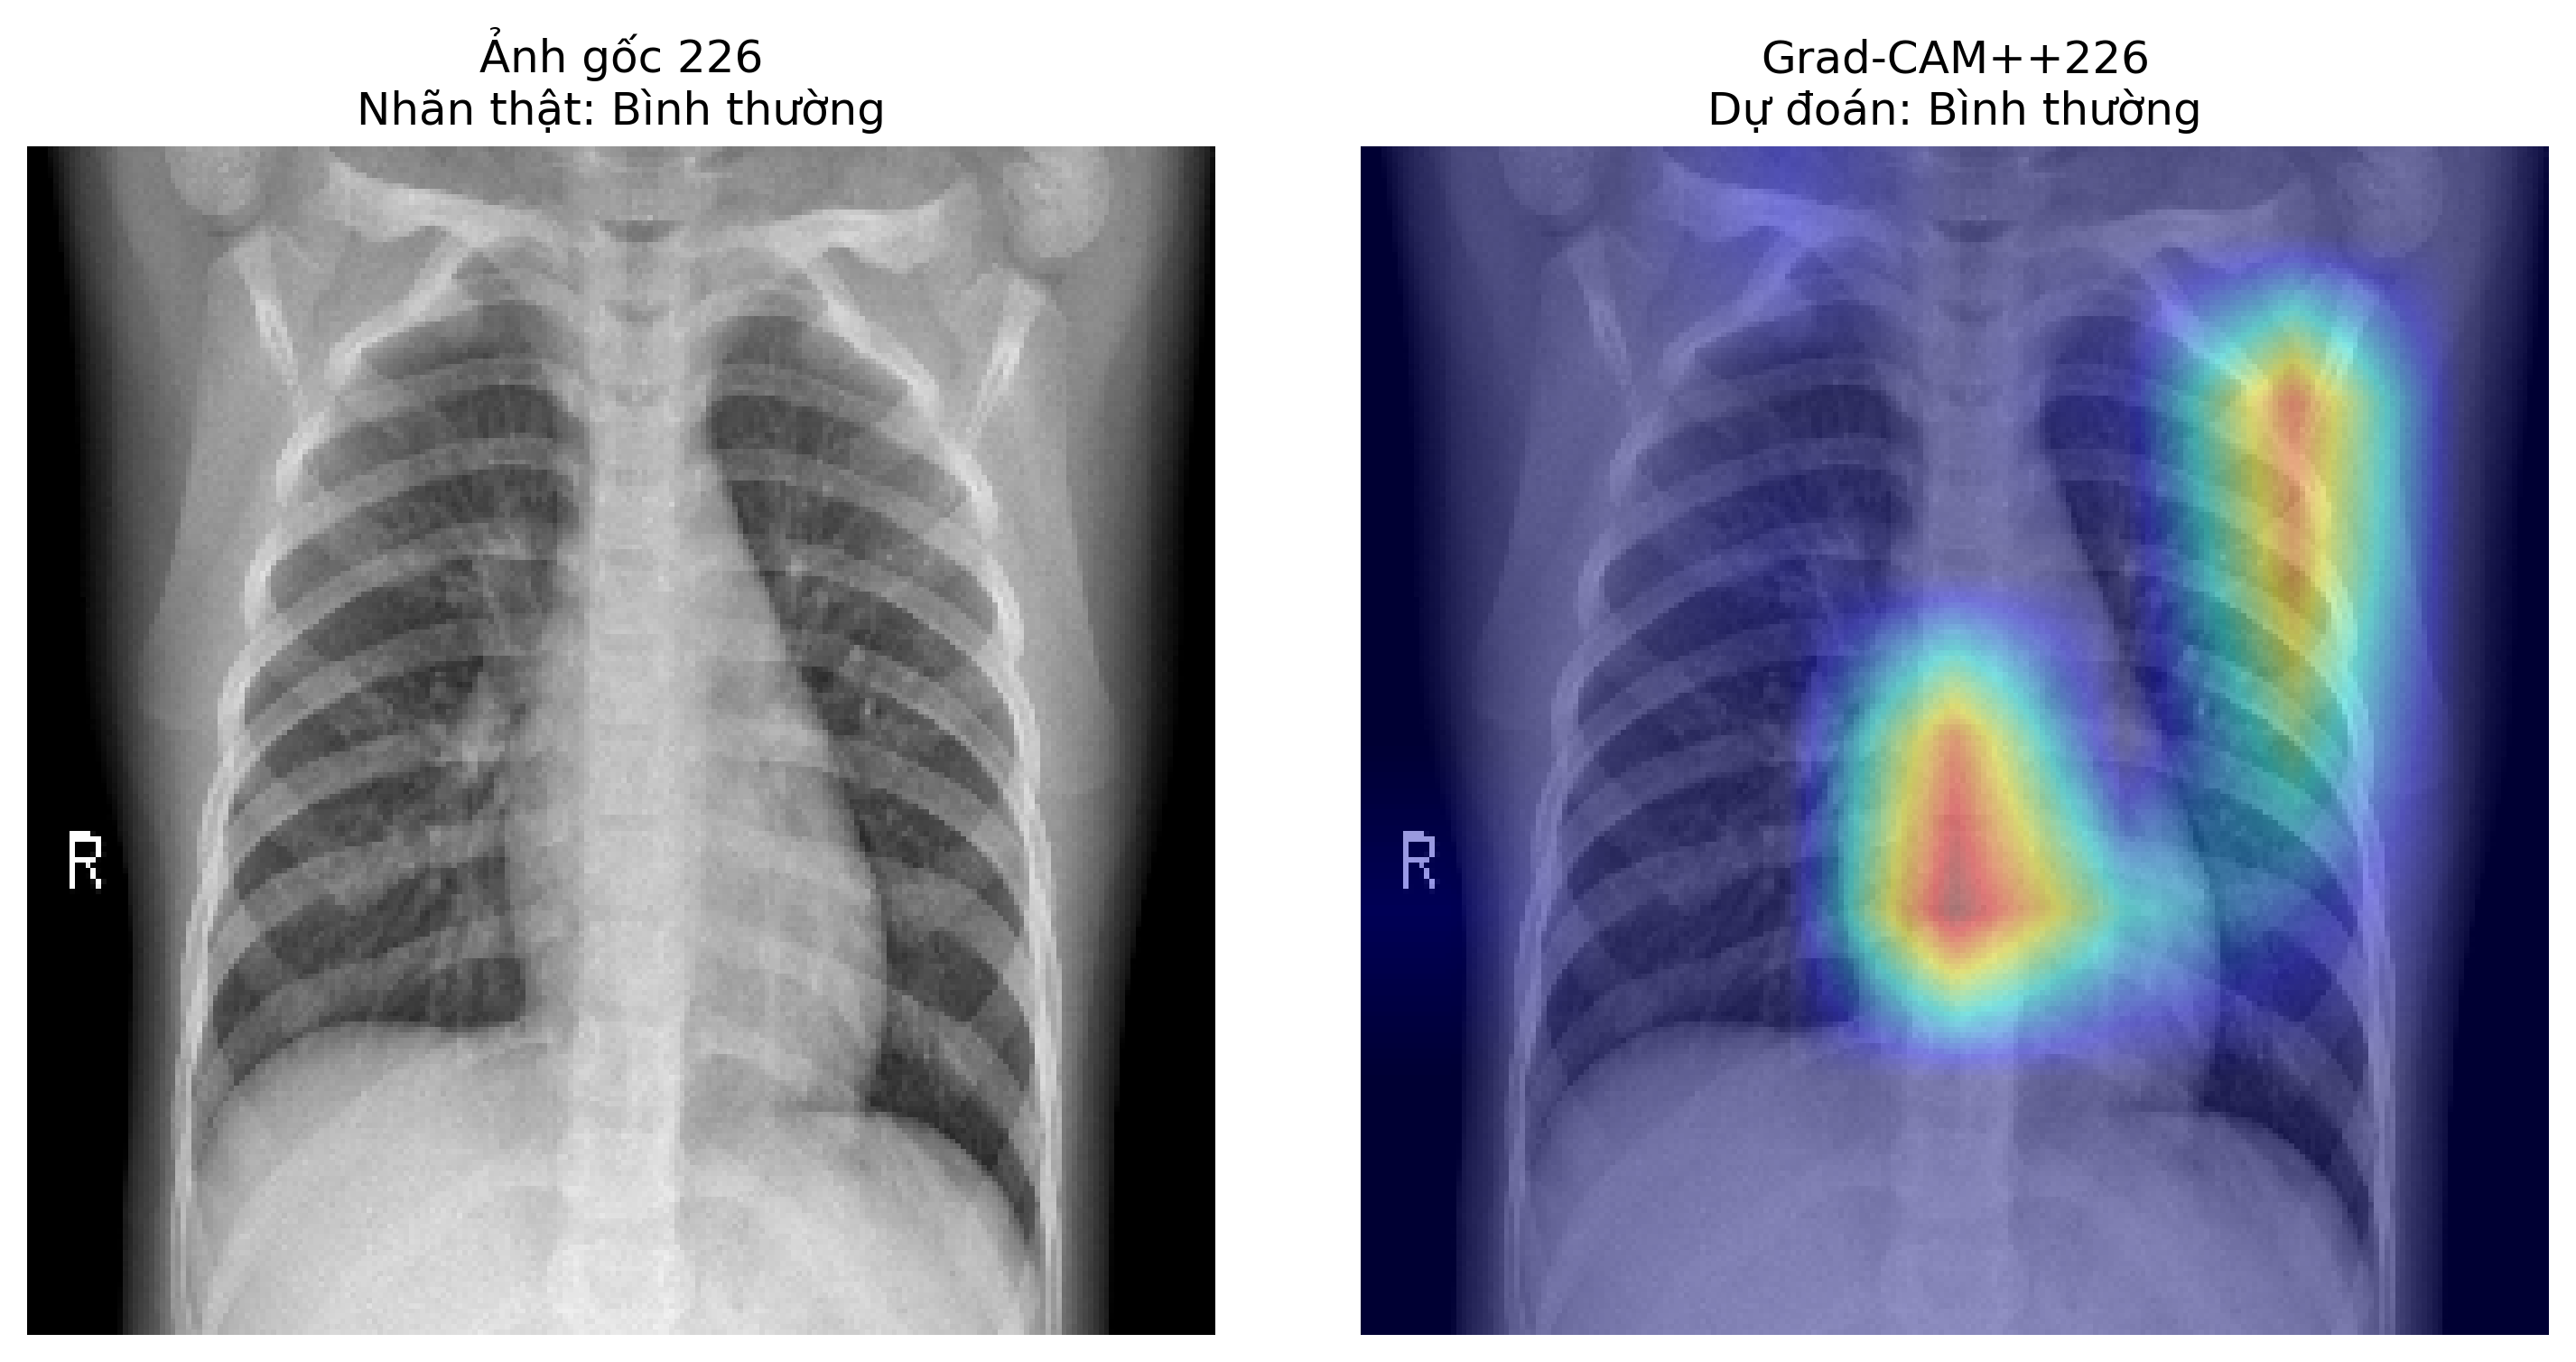 Ảnh gốc 226
Nhãn thật: Bình thường
Grad-CAM++226
Dự đoán: Bình thường
R
R